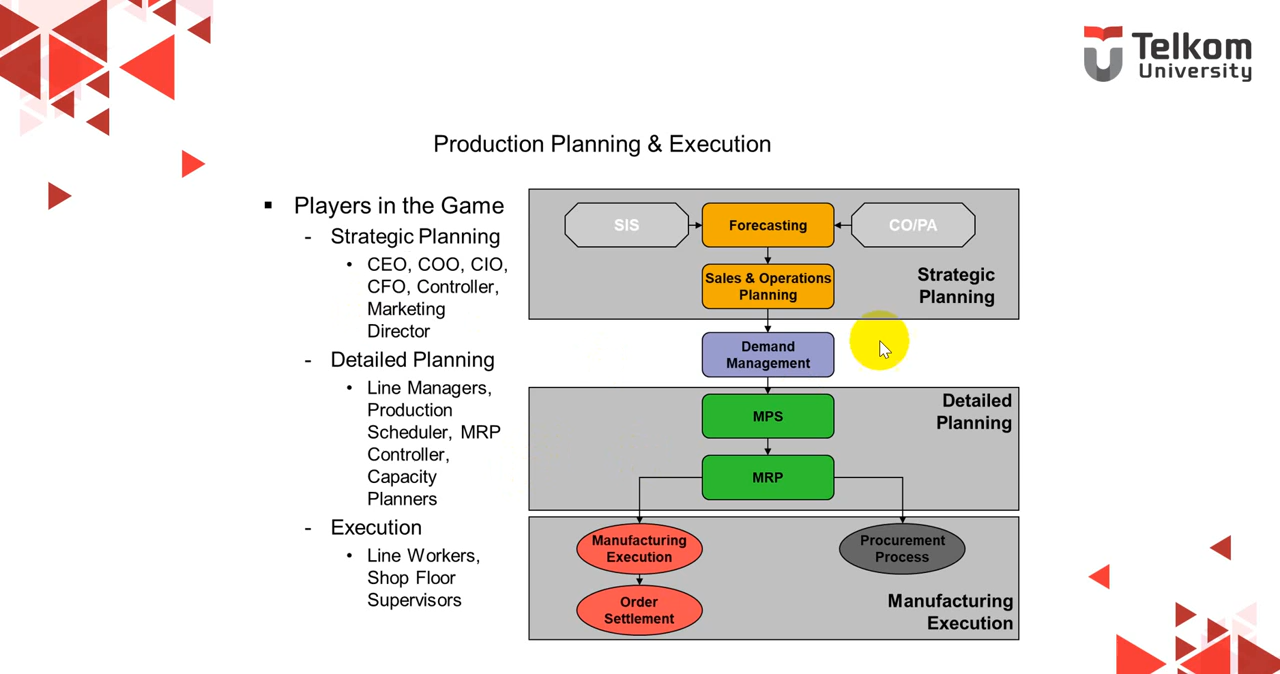 Telkom
University
Production Planning & Execution
▪ Players in the Game
- Strategic Planning
• CEO, COO, CIO,
CFO, Controller,
Marketing
Director
- Detailed Planning
• Line Managers,
Production
Scheduler, MRP
Controller,
Capacity
Planners
- Execution
• Line Workers,
Shop Floor
Supervisors
SIS
Forecasting
CO/PA
Sales & Operations
Planning
Strategic
Planning
Demand
Management
MPS
Detailed
Planning
MRP
Manufacturing
Execution
Procurement
Process
Order
Settlement
Manufacturing
Execution